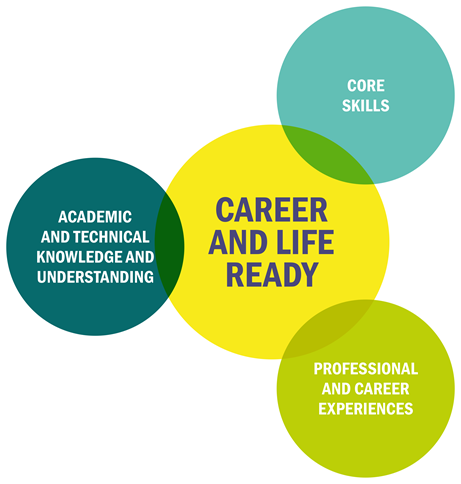 CORE
SKILLS
ACADEMIC
AND TECHNICAL
KNOWLEDGE AND
UNDERSTANDING
CAREER
AND LIFE
READY
PROFESSIONAL
AND CAREER
EXPERIENCES